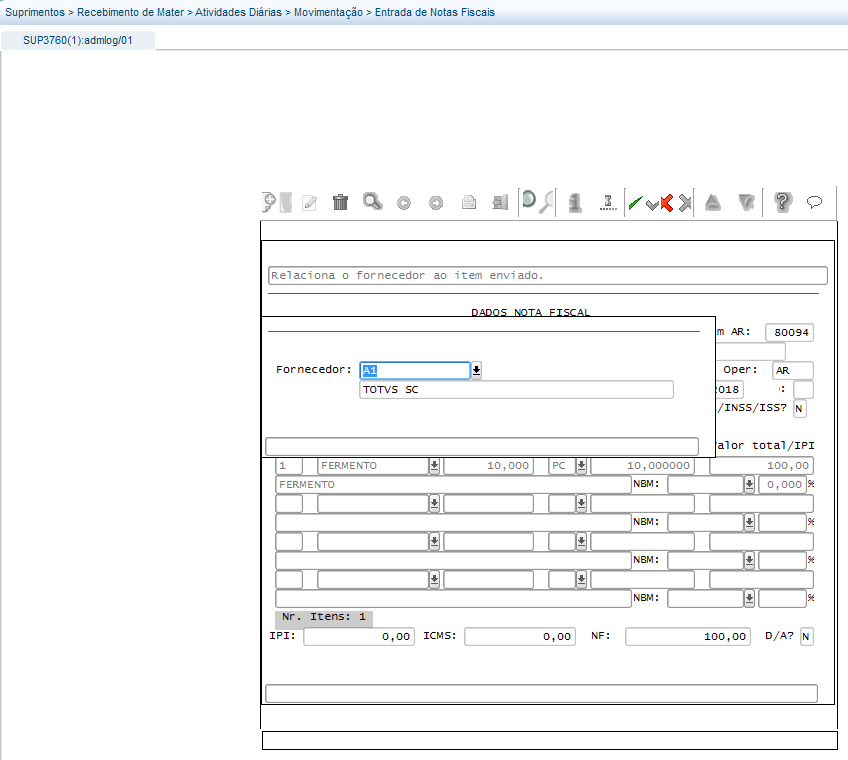 Suprimentos > Recebimento de Mater > Atividades Diárias > Movimentação > Entrada de Notas Fiscais
SUP3760(1):admlog/01
Relaciona o fornecedor ao item enviado.
DADOS NOTA FISCAL
m AR: 80094
Fornecedor: A1
Oper: AR
TOTVS SC
2018 :
/INSS/ISS? N
Valor total/IPI
1 FERMENTO 10,000 PC 10,000000 100,00
FERMENTO NBM: 0,000 %
NBM: %
NBM: %
NBM: %
Nr. Itens: 1
IPI: 0,00 ICMS: 0,00 NF: 100,00 D/A? N